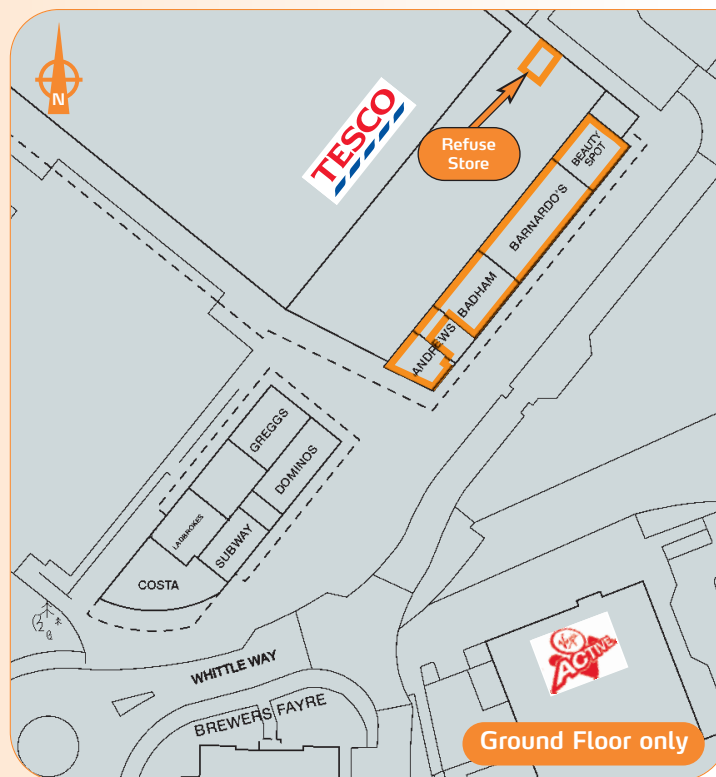 N
TESCO
Refuse
Store
BEAUTY
SPOT
BARNARDO'S
BADHAM
ANDREWS
GREGGS
DOMINOS
LADBROKES
SUBWAY
COSTA
WHITTLE WAY
BREWERS FAYRE
Virgin
ACTIVE
Ground Floor only